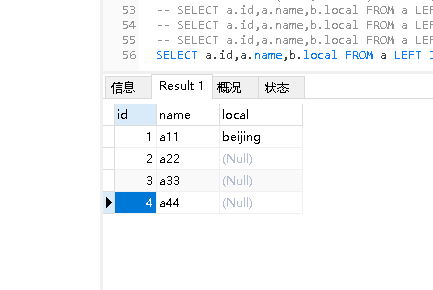 53 -- SELECT a.id,a.name,b.local FROM a LEF
54 -- SELECT a.id,a.name,b.local FROM a LEF
55 -- SELECT a.id,a.name,b.local FROM a LEF
56 SELECT a.id,a.name,b.local FROM a LEFT
信息 Result 1 概况 状态
id name local
1 a11 beijing
2 a22 (Null)
3 a33 (Null)
4 a44 (Null)